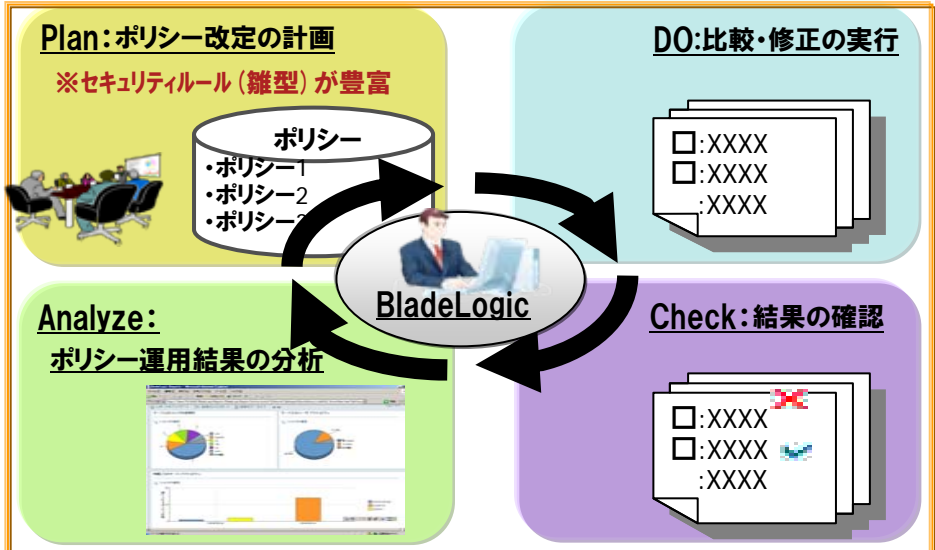 Plan：ポリシー改定の計画
※セキュリティルール（雛型）が豊富
ポリシー
・ポリシー1
・ポリシー2
・ポリシー
DO:比較・修正の実行
□:XXXX
□:XXXX
:XXXX
BladeLogic
Analyze：
ポリシー運用結果の分析
Check：結果の確認
□:XXXX
□:XXXX
:XXXX